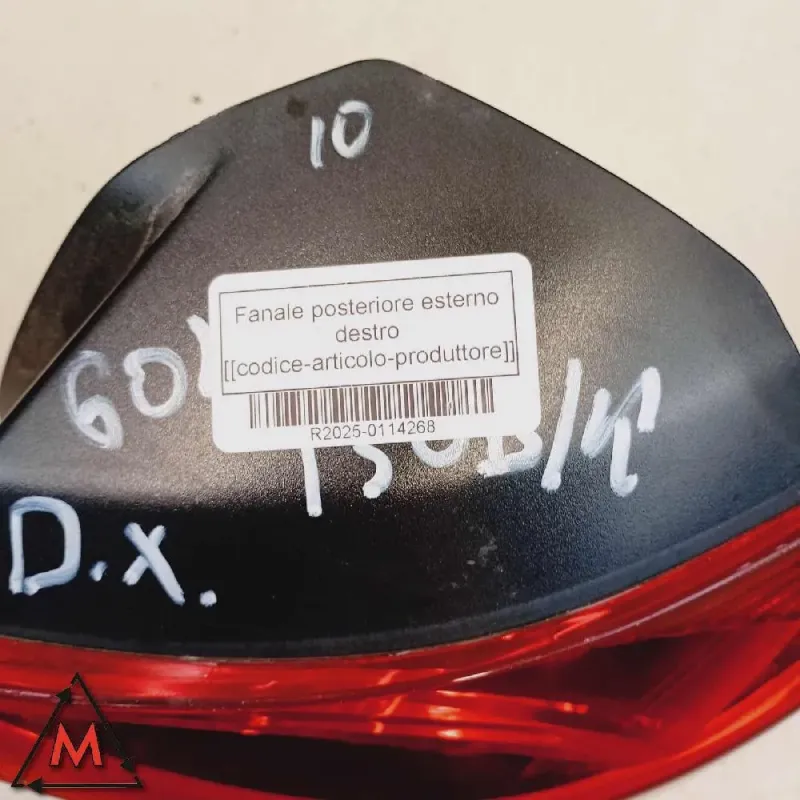 10
Fanale posteriore esterno
destro
[[codice-articolo-produttore]]
R2025-0114268
D.X.
M